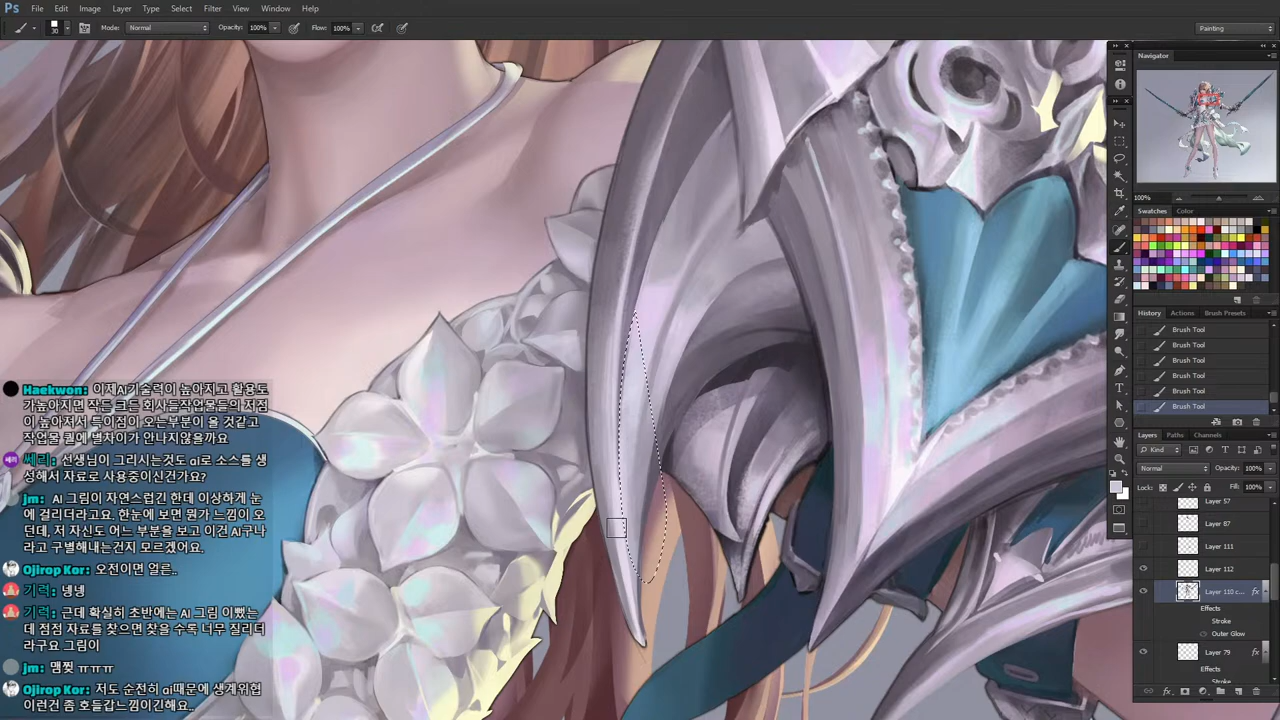 Ps File Edit Image Layer Type Select Filter View Window Help
30 Mode: Normal Opacity: 100% Flow: 100% Painting
Navigator
100%
Swatches Color
History Actions Brush Presets
Brush Tool
Brush Tool
Brush Tool
Brush Tool
Brush Tool
Brush Tool
Layers Paths Channels
Kind
Normal Opacity: 100%
Lock: Fill: 100%
Layer 57
Layer 87
Layer 111
Layer 112
Layer 110 c... fx
Effects
Stroke
Outer Glow
Layer 79 fx
Effects
Haekwon: 이제AI기술력이 높아지고 활용도
가높아지면 작은 크든 회사들작업물들의 저점
이 높아져서 특이점이 올 것같고
작업물 퀄에 별차이가 안나지않을까요
쎄리: 선생님이 그리시는것도 ai로 소스를 생
성해서 자료로 사용중이신건가요?
jm: AI 그림이 자연스럽긴 한데 이상하게 눈
에 걸리더라고요. 한눈에 보면 뭔가 느낌이 오
던데, 저 자신도 어느 부분을 보고 이건 AI구나
라고 구별해내는건지 모르겠어요.
Ojirop Kor: 오전이면 얼른..
기력: 넹넹
기력: 근데 확실히 초반에는 AI 그림 이뻤는
데 점점 자료를 찾으면 찾을 수록 너무 질리더
라구요 그림이
jm: 맴찢 ㅠㅠㅠ
Ojirop Kor: 저도 순전히 ai때문에 생계위협
이런건 좀 호들갑느낌이긴해요..